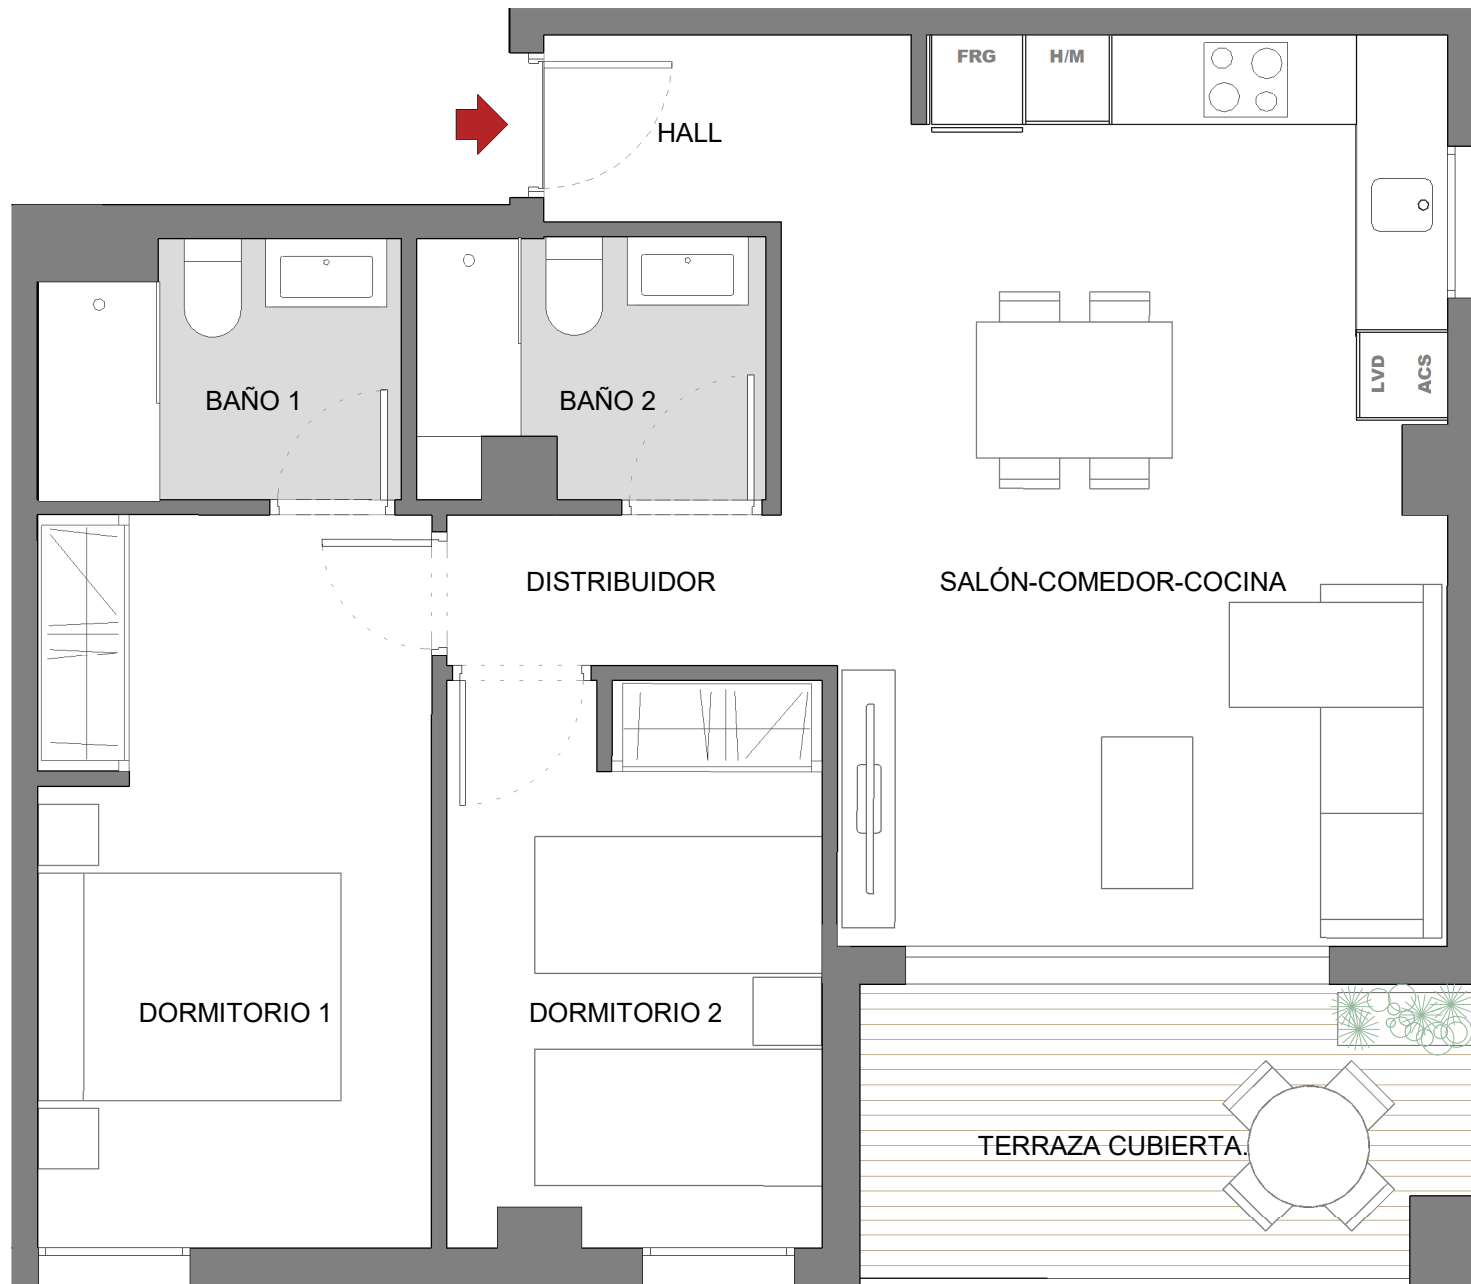 FRG
H/M
HALL
LVD
ACS
BAÑO 1
BAÑO 2
DISTRIBUIDOR
SALÓN-COMEDOR-COCINA
DORMITORIO 1
DORMITORIO 2
TERRAZA CUBIERTA.